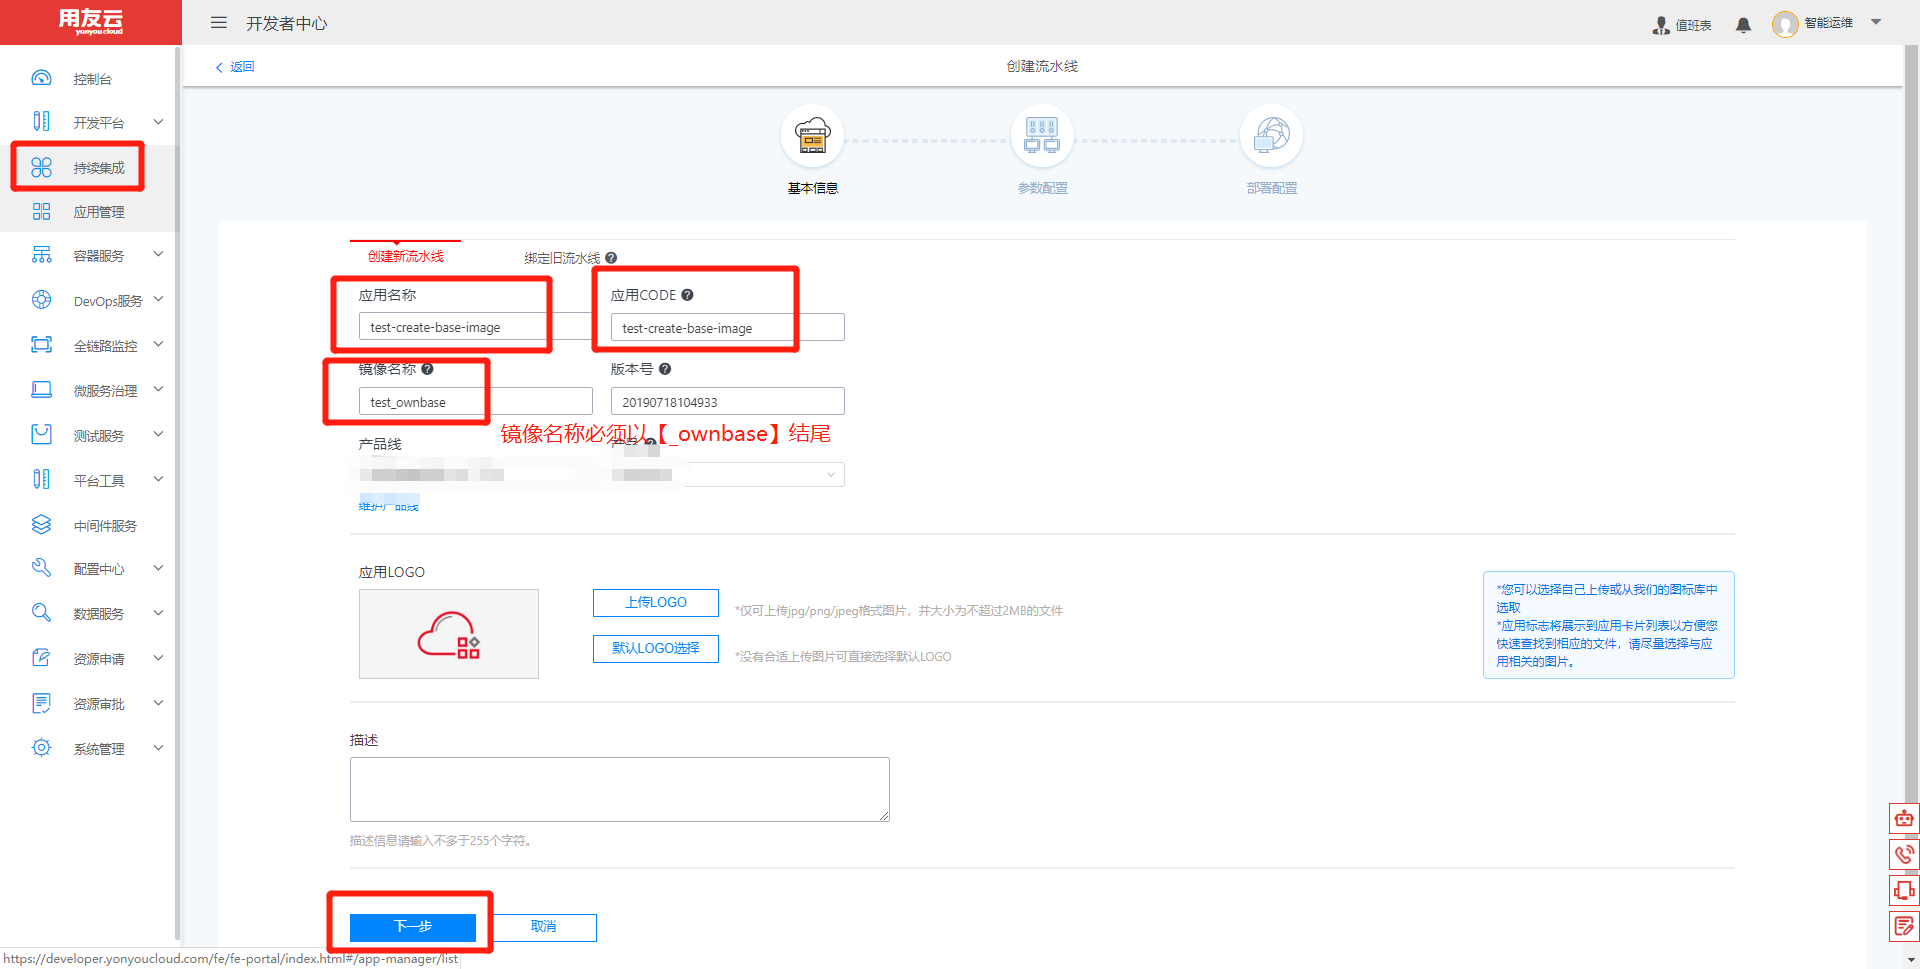 用友云
yonyoucloud
开发者中心
值班表
智能运维
控制台
开发平台
持续集成
应用管理
容器服务
DevOps服务
全链路监控
微服务治理
测试服务
平台工具
中间件服务
配置中心
数据服务
资源申请
资源审批
系统管理
返回
创建流水线
基本信息
参数配置
部署配置
创建新流水线
绑定旧流水线
应用名称
应用CODE
test-create-base-image
test-create-base-image
镜像名称
版本号
test_ownbase
20190718104933
镜像名称必须以【_ownbase】结尾
产品线
维护产品线
应用LOGO
上传LOGO
*仅可上传jpg/png/jpeg格式图片，并大小为不超过2MB的文件
默认LOGO选择
*没有合适上传图片可直接选择默认LOGO
*您可以选择自己上传或从我们的图标库中
选取
*应用标志将展示到应用卡片列表以方便您
快速查找到相应的文件，请尽量选择与应
用相关的图片。
描述
描述信息请输入不多于255个字符。
下一步
取消
https://developer.yonyoucloud.com/fe/fe-portal/index.html#/app-manager/list